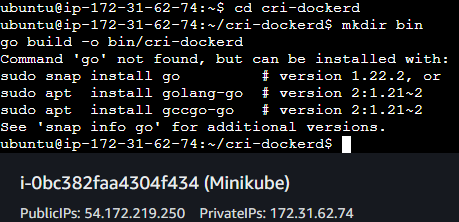 ubuntu@ip-172-31-62-74:~$ cd cri-dockerd
ubuntu@ip-172-31-62-74:~/cri-dockerd$ mkdir bin
go build -o bin/cri-dockerd
Command 'go' not found, but can be installed with:
sudo snap install go         # version 1.22.2, or
sudo apt  install golang-go  # version 2:1.21~2
sudo apt  install gccgo-go   # version 2:1.21~2
See 'snap info go' for additional versions.
ubuntu@ip-172-31-62-74:~/cri-dockerd$
i-0bc382faa4304f434 (Minikube)
PublicIPs: 54.172.219.250    PrivateIPs: 172.31.62.74